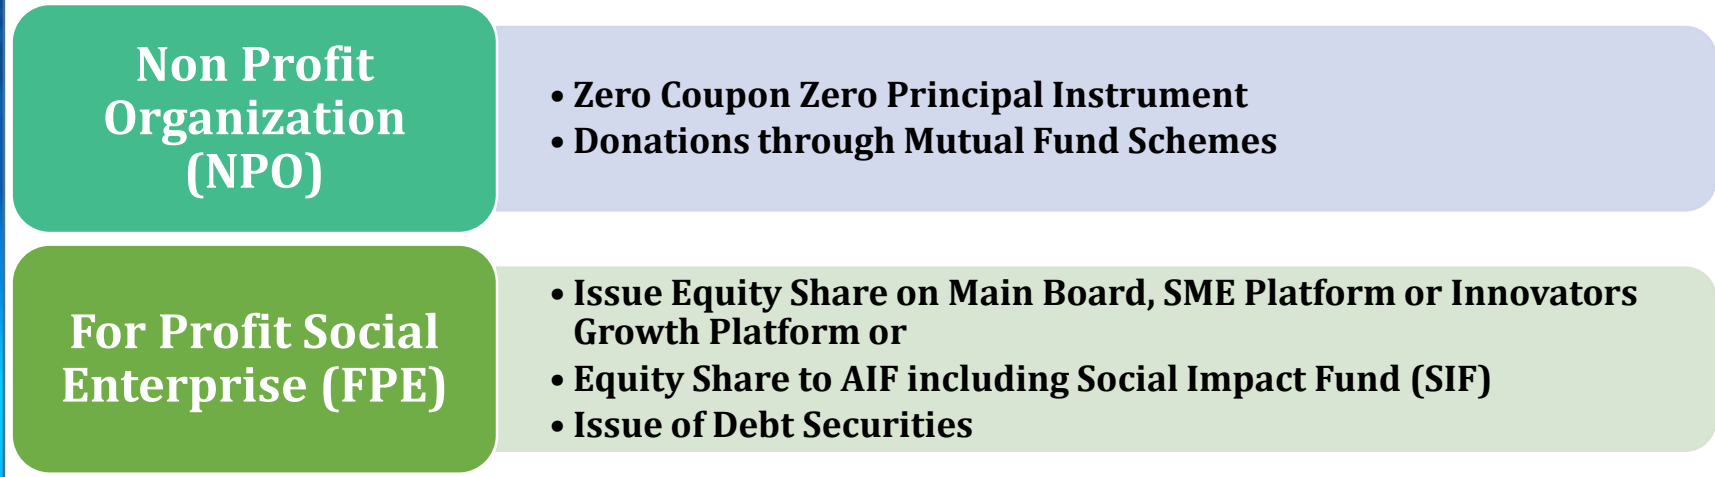 Non Profit
Organization
(NPO)
• Zero Coupon Zero Principal Instrument
• Donations through Mutual Fund Schemes
For Profit Social
Enterprise (FPE)
• Issue Equity Share on Main Board, SME Platform or Innovators
Growth Platform or
• Equity Share to AIF including Social Impact Fund (SIF)
• Issue of Debt Securities